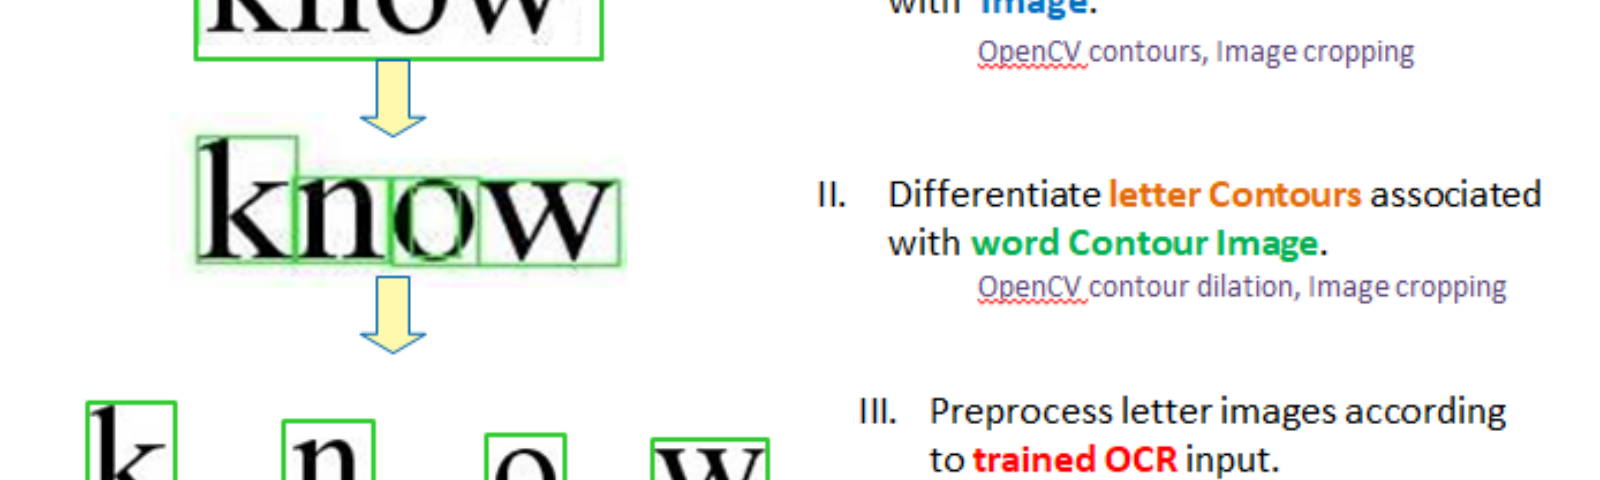 know
with Image.
OpenCV contours, Image cropping
know
II. Differentiate letter Contours associated
with word Contour Image.
OpenCV contour dilation, Image cropping
k n o w
III. Preprocess letter images according
to trained OCR input.